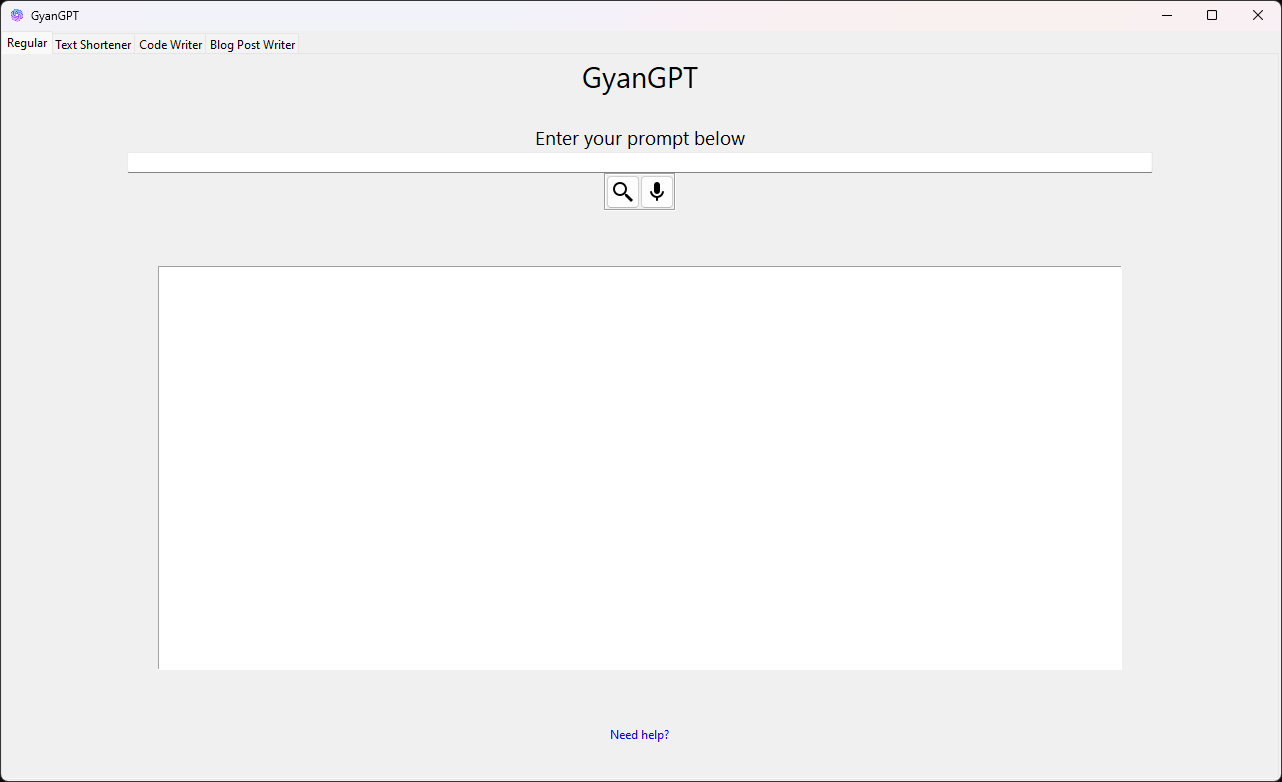 GyanGPT
Regular Text Shortener Code Writer Blog Post Writer
GyanGPT
Enter your prompt below
Need help?